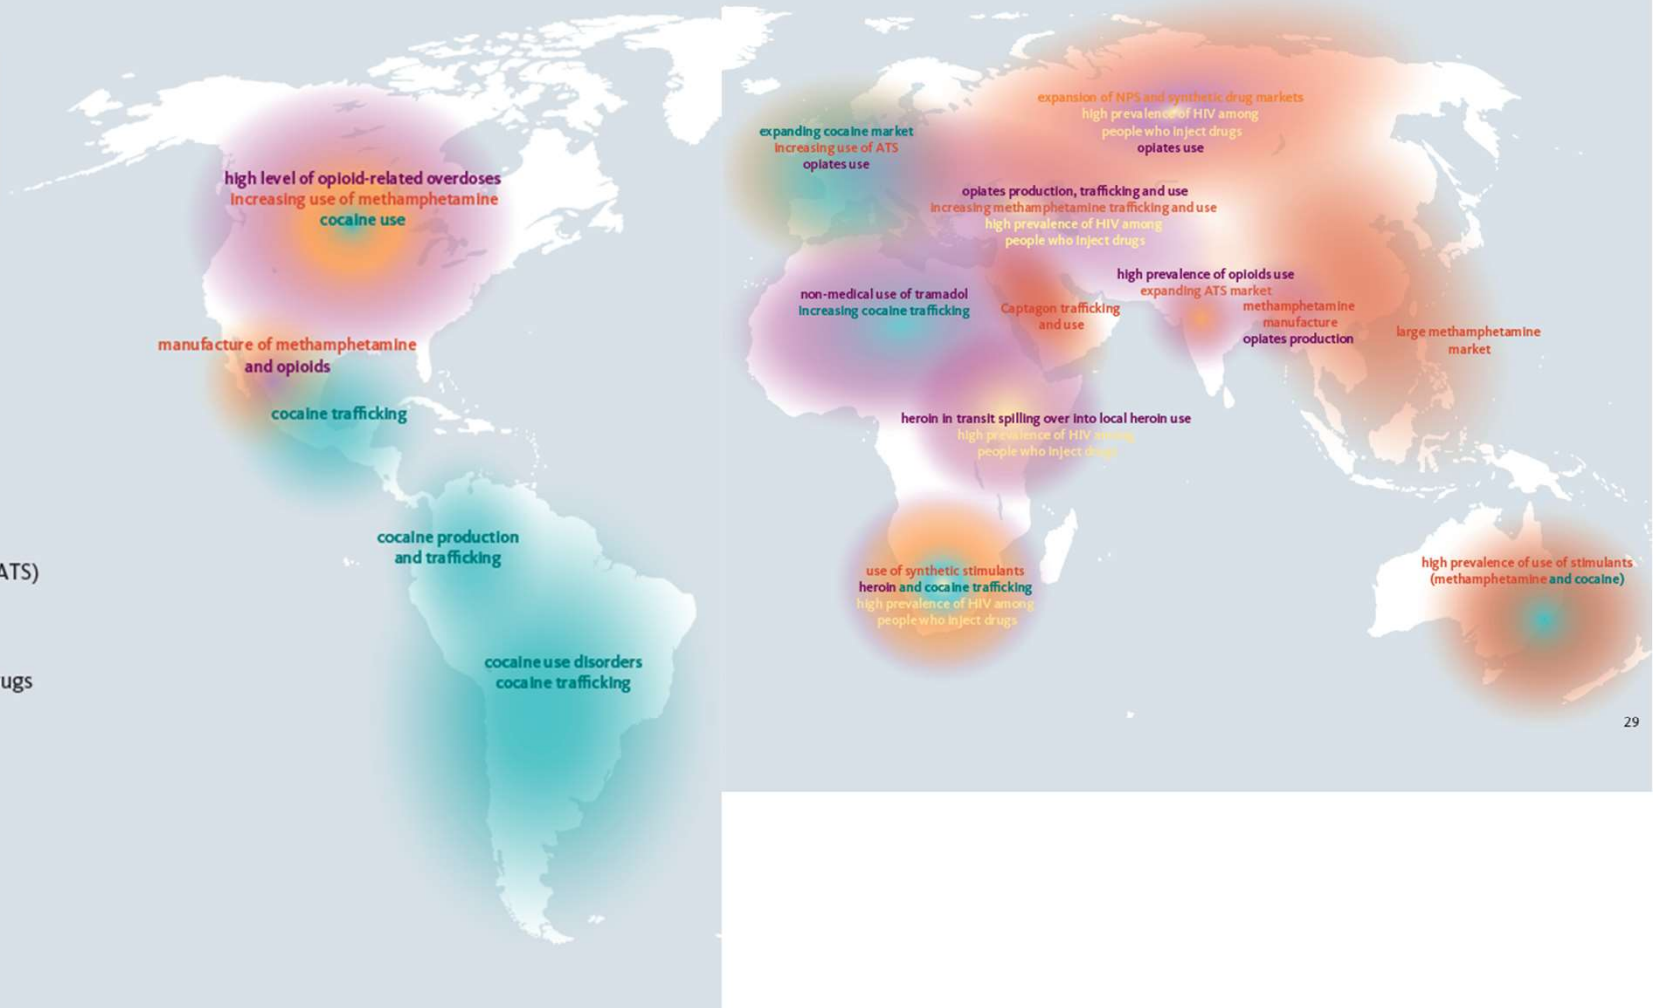 high level of opioid-related overdoses
increasing use of methamphetamine
cocaine use
manufacture of methamphetamine
and opioids
cocaine trafficking
cocaine production
and trafficking
ATS)
cocaine use disorders
cocaine trafficking
ugs
expanding cocaine market
increasing use of ATS
opiates use
expansion of NPS and synthetic drug markets
high prevalence of HIV among
people who inject drugs
opiates use
opiates production, trafficking and use
increasing methamphetamine trafficking and use
high prevalence of HIV among
people who inject drugs
non-medical use of tramadol
increasing cocaine trafficking
Captagon trafficking
and use
high prevalence of opioids use
expanding ATS market
methamphetamine
manufacture
opiates production
large methamphetamine
market
heroin in transit spilling over into local heroin use
high prevalence of HIV among
people who inject drugs
use of synthetic stimulants
heroin and cocaine trafficking
high prevalence of HIV among
people who inject drugs
high prevalence of use of stimulants
(methamphetamine and cocaine)
29